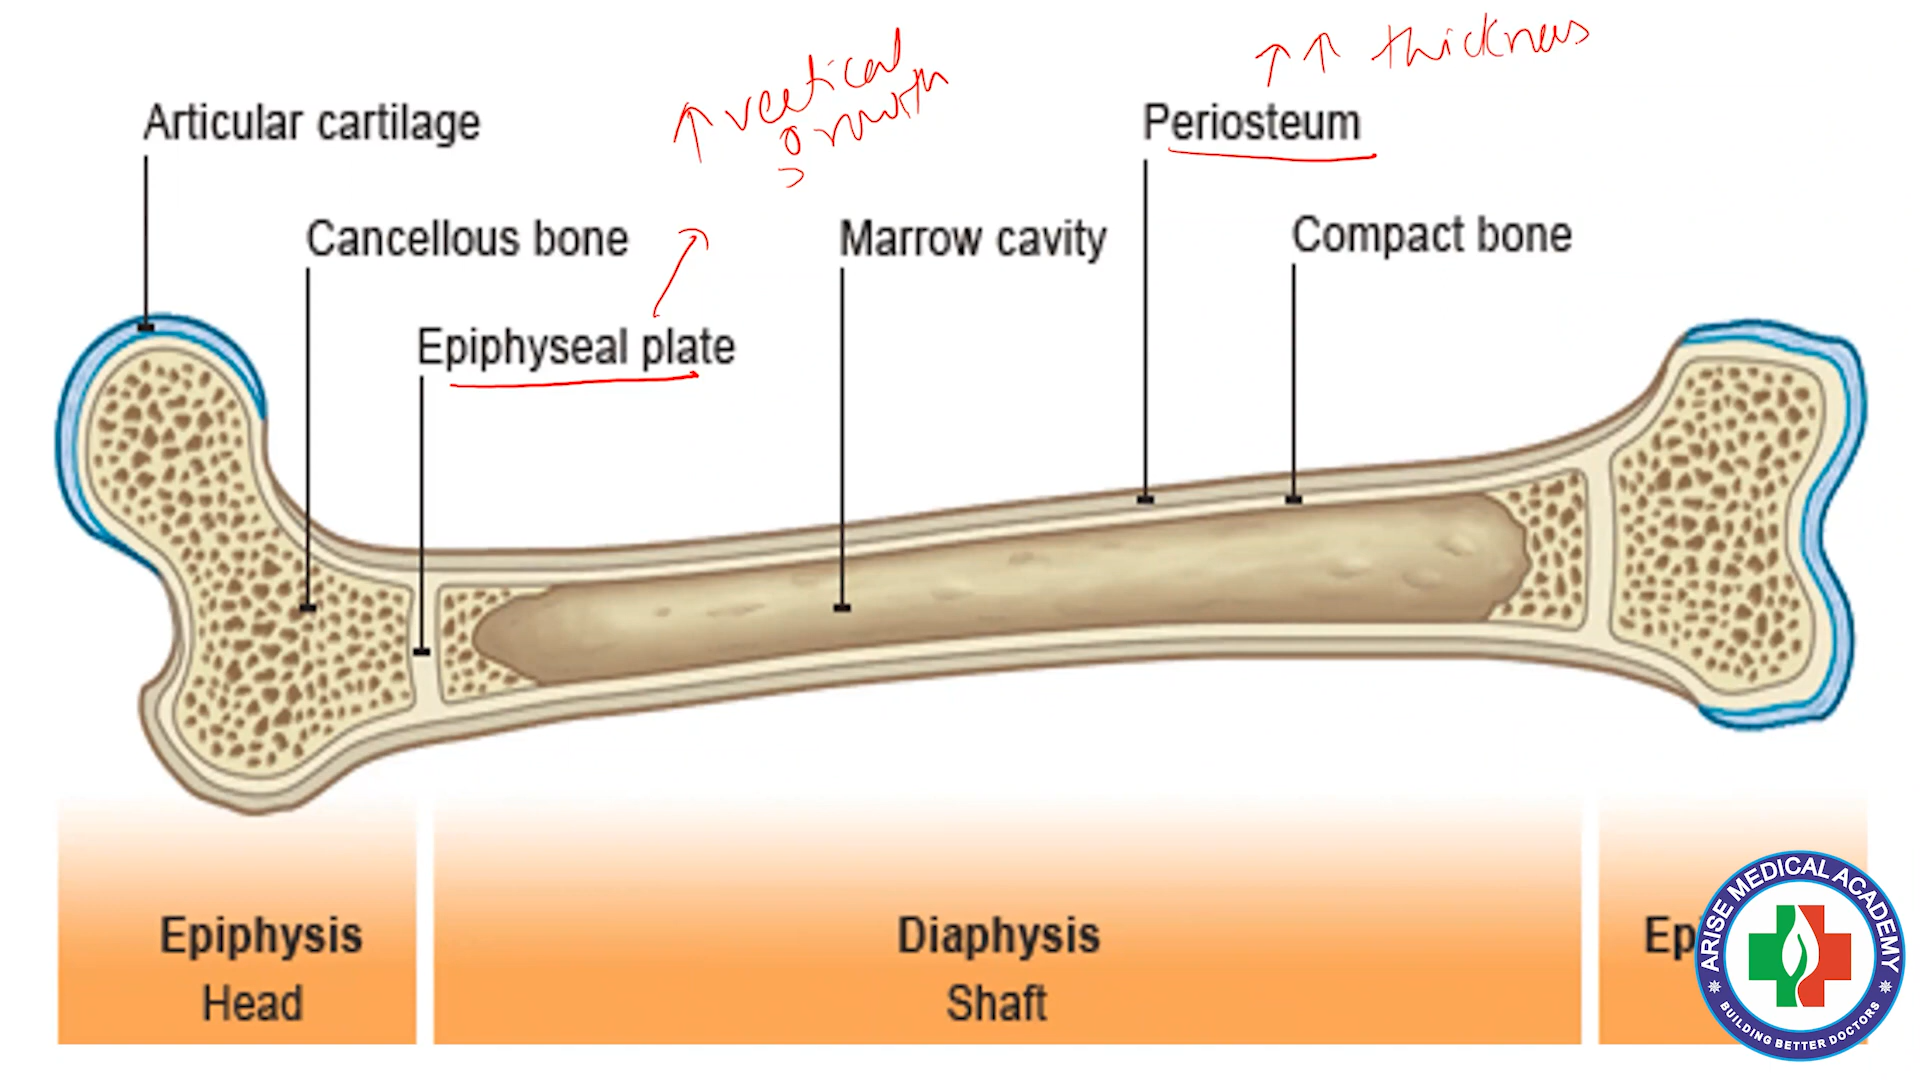 ↑↑ thickness
↑ vertical
growth
Articular cartilage
Periosteum
Cancellous bone
Marrow cavity
Compact bone
Epiphyseal plate
Epiphysis
Head
Diaphysis
Shaft
Ep
ARISE MEDICAL ACADEMY
BUILDING BETTER DOCTORS